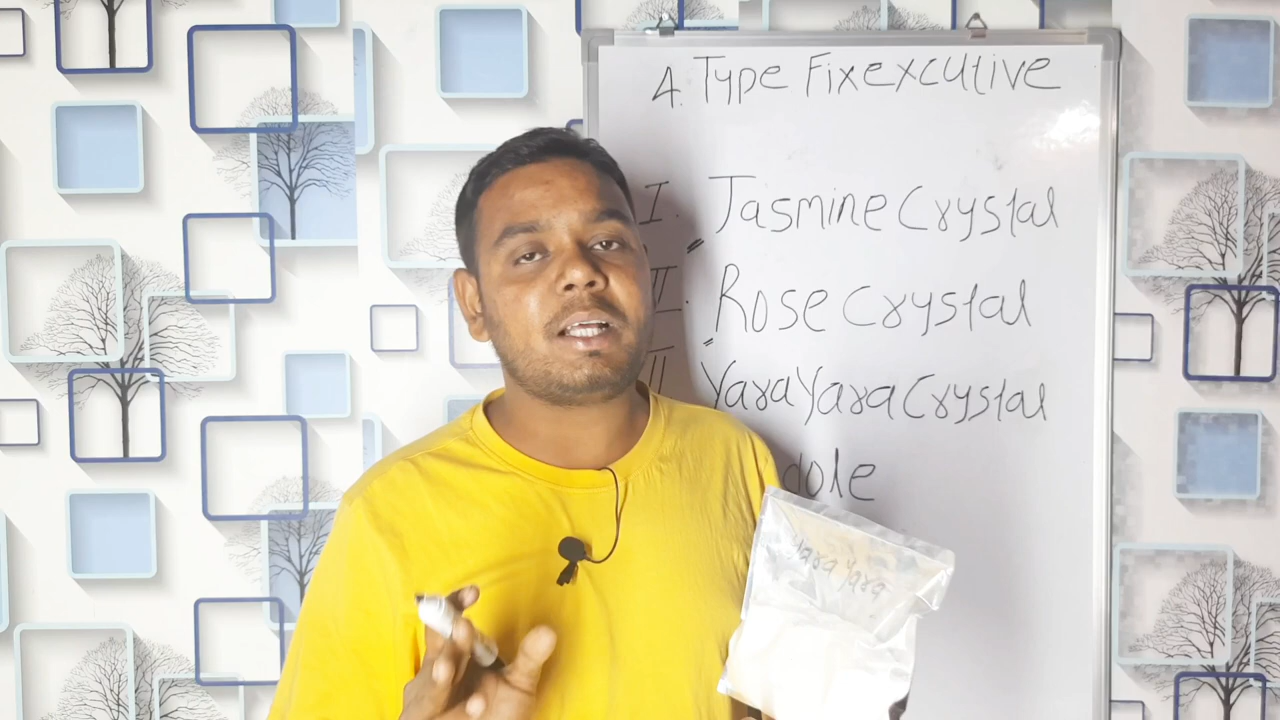 4. Type Fixexcutive
I. Jasmine Crystal
II. Rose Crystal
Yara Yara Crystal
dole
Yara Yara